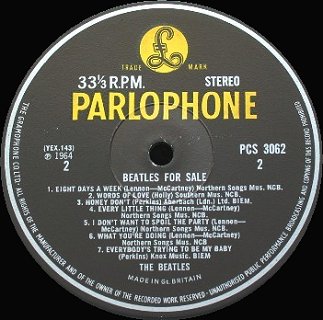 £
TRADE MARK
33⅓ R.P.M. STEREO
PARLOPHONE
(YEX.143) PCS 3062
℗ 1964
2 2
BEATLES FOR SALE
1. EIGHT DAYS A WEEK (Lennon—McCartney) Northern Songs Mus. NCB.
2. WORDS OF LOVE (Holly) Southern Mus. NCB.
3. HONEY DON'T (Perkins) Aberbach (Ldn.) Ltd. BIEM.
4. EVERY LITTLE THING (Lennon—McCartney)
Northern Songs Mus. NCB.
5. I DON'T WANT TO SPOIL THE PARTY (Lennon—
McCartney) Northern Songs Mus. NCB.
6. WHAT YOU'RE DOING (Lennon—McCartney)
Northern Songs Mus. NCB.
7. EVERYBODY'S TRYING TO BE MY BABY
(Perkins) Knox Music. BIEM
THE BEATLES
MADE IN GT. BRITAIN
THE GRAMOPHONE CO LTD · ALL RIGHTS OF THE MANUFACTURER AND OF THE OWNER OF THE RECORDED WORK RESERVED · UNAUTHORISED PUBLIC PERFORMANCE, BROADCASTING AND COPYING OF THIS RECORD PROHIBITED